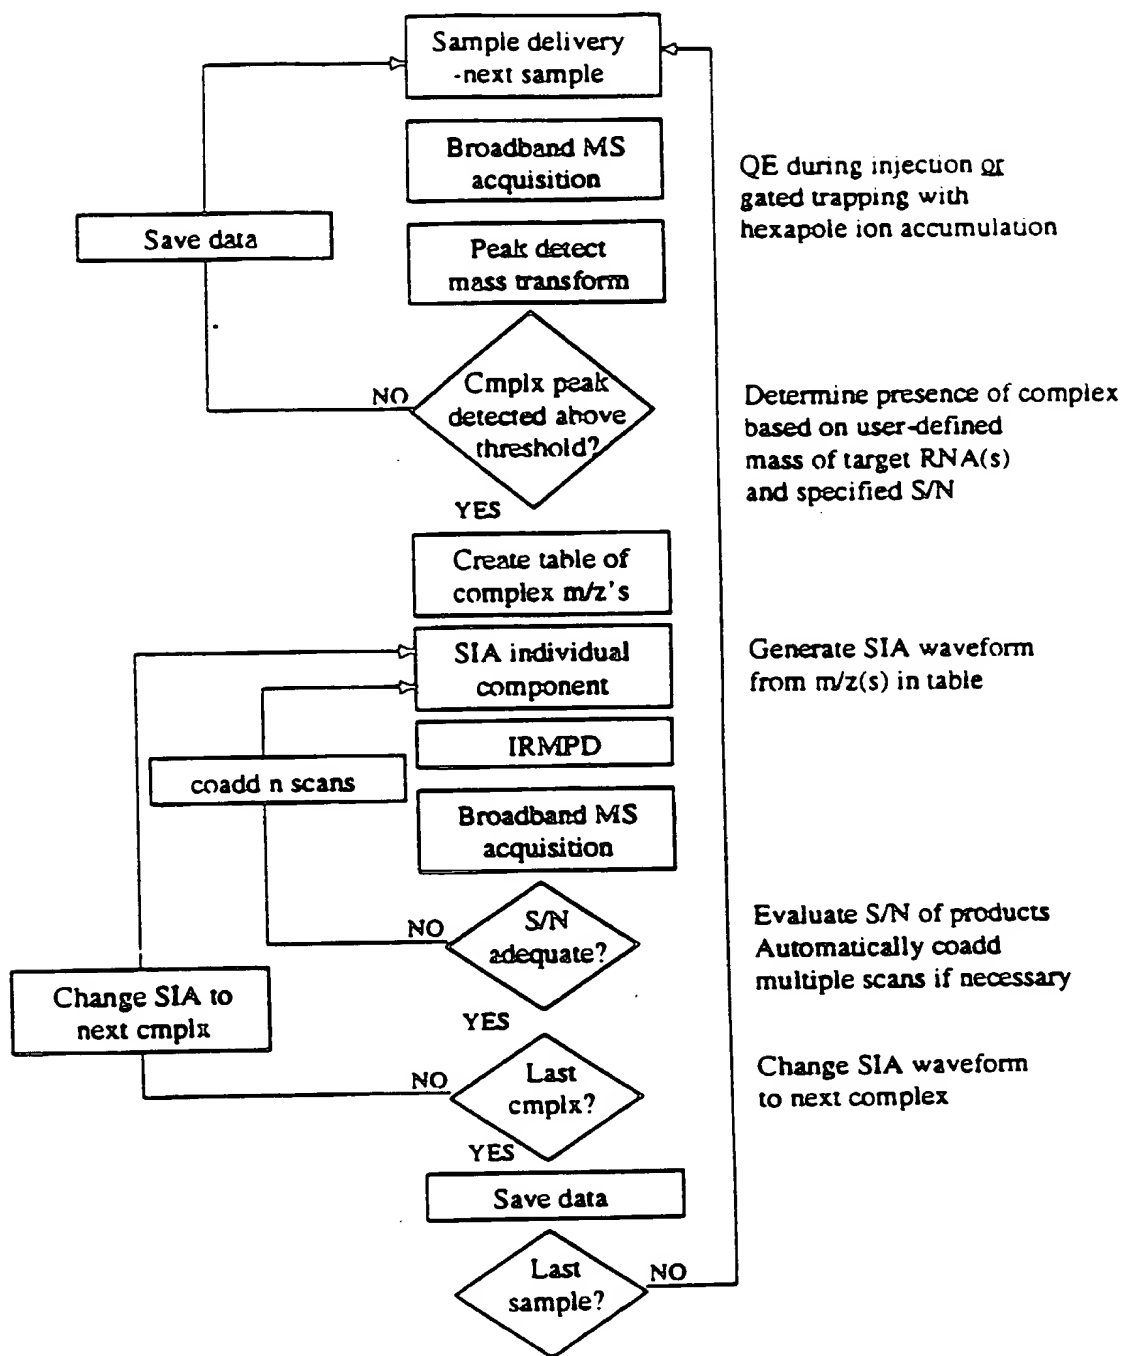 Sample delivery
-next sample
Broadband MS
acquisition
QE during injection or
gated trapping with
hexapole ion accumulation
Save data
Peak detect
mass transform
NO
Cmplx peak
detected above
threshold?
Determine presence of complex
based on user-defined
mass of target RNA(s)
and specified S/N
YES
Create table of
complex m/z's
SIA individual
component
Generate SIA waveform
from m/z(s) in table
IRMPD
coadd n scans
Broadband MS
acquisition
NO
S/N
adequate?
Evaluate S/N of products
Automatically coadd
multiple scans if necessary
Change SIA to
next cmplx
YES
NO
Last
cmplx?
Change SIA waveform
to next complex
YES
Save data
Last
sample?
NO